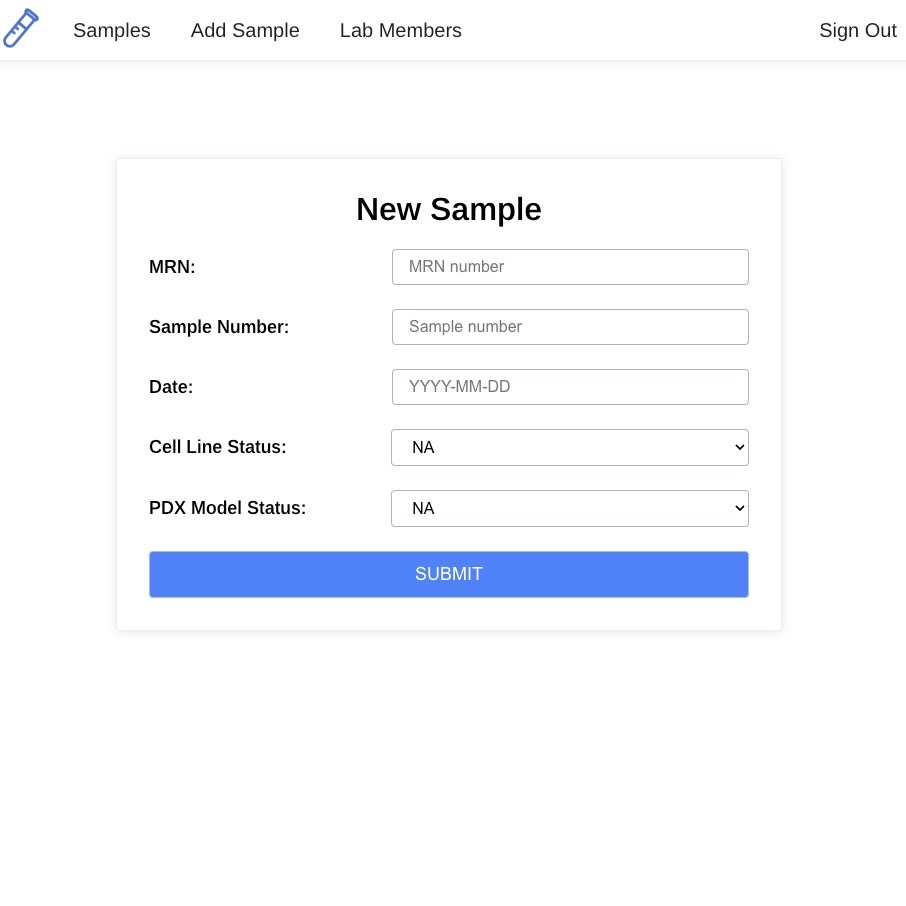 Samples Add Sample Lab Members Sign Out
New Sample
MRN: MRN number
Sample Number: Sample number
Date: YYYY-MM-DD
Cell Line Status: NA
PDX Model Status: NA
SUBMIT